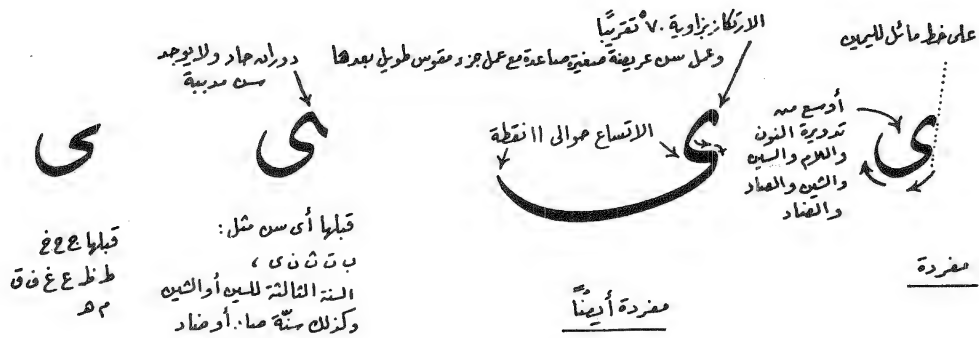 على خط مائل لليمين
ى
أوسع من
تدويرة النون
واللام والسين
والشين والصاد
والضاد
مفردة
الارتكاز بزاوية ٧٠° تقريبًا
وعمل سن عريضة صغيرة صاعدة مع عمل جزء مقوس طويل بعدها
ى
الاتساع حوالى ١١ نقطة
مفردة أيضًا
دوران حاد ولا يوجد
سن مدببة
ى
قبلها أى سن مثل :
ب ت ث ن ى ،
السنة الثالثة للسين أو الشين
وكذلك سنّة صاد أو ضاد
ى
قبلها ج ح خ
ط ظ ع غ ف ق
م هـ